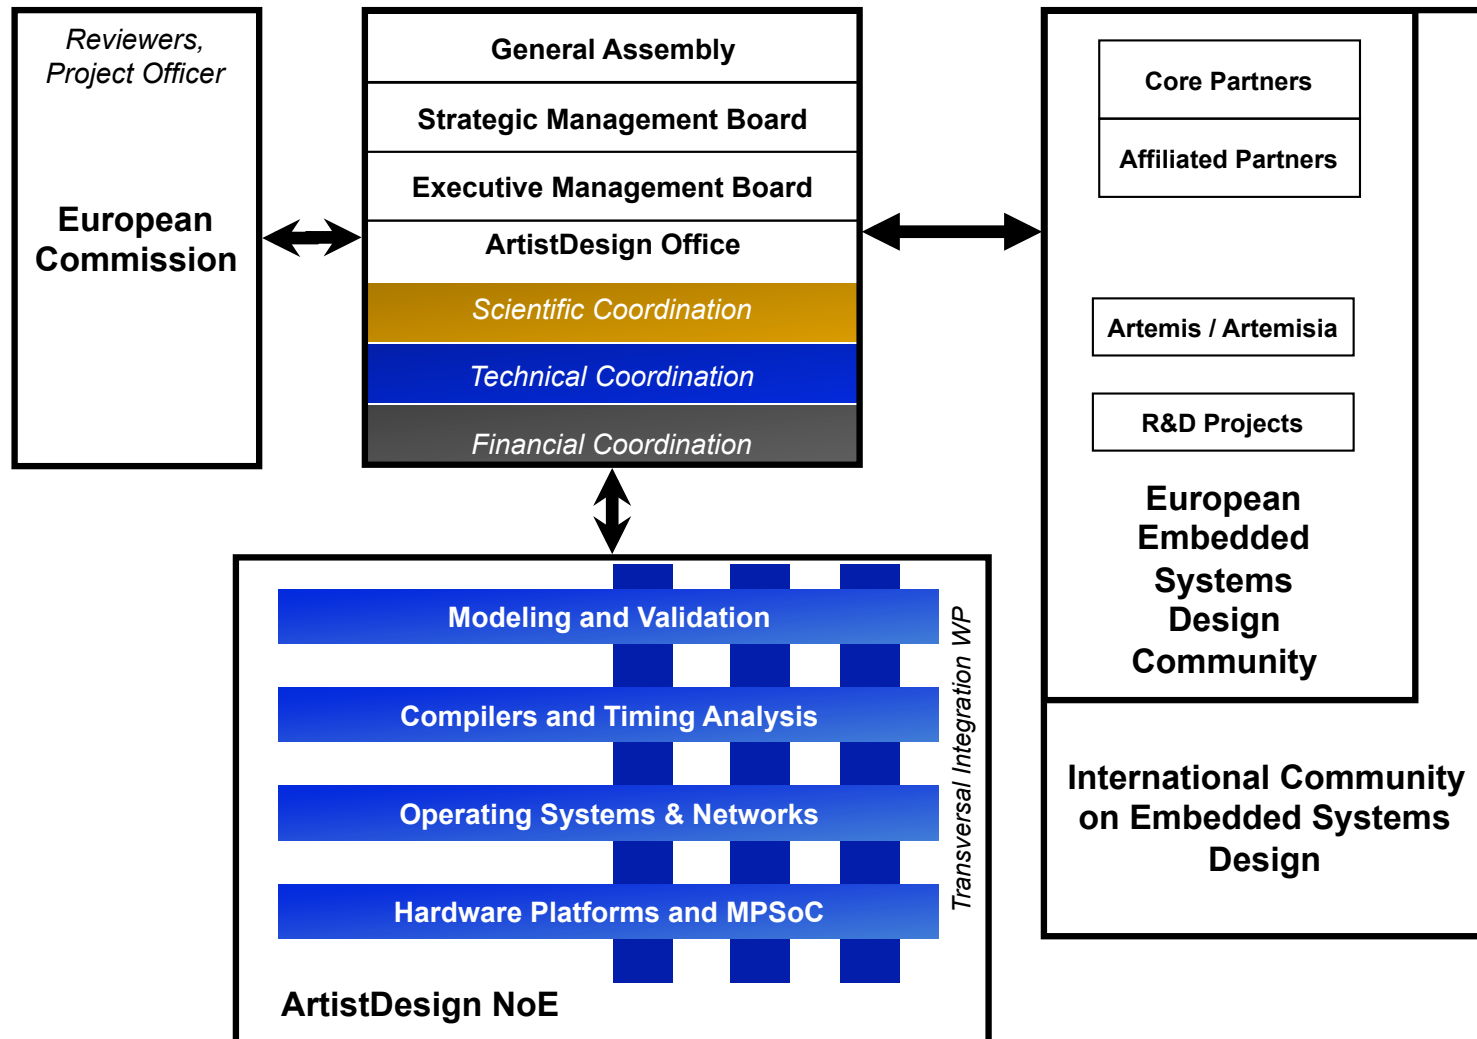 Reviewers,
Project Officer
European
Commission
General Assembly
Strategic Management Board
Executive Management Board
ArtistDesign Office
Scientific Coordination
Technical Coordination
Financial Coordination
Core Partners
Affiliated Partners
Artemis / Artemisia
R&D Projects
European
Embedded
Systems
Design
Community
International Community
on Embedded Systems
Design
Modeling and Validation
Compilers and Timing Analysis
Operating Systems & Networks
Hardware Platforms and MPSoC
Transversal Integration WP
ArtistDesign NoE